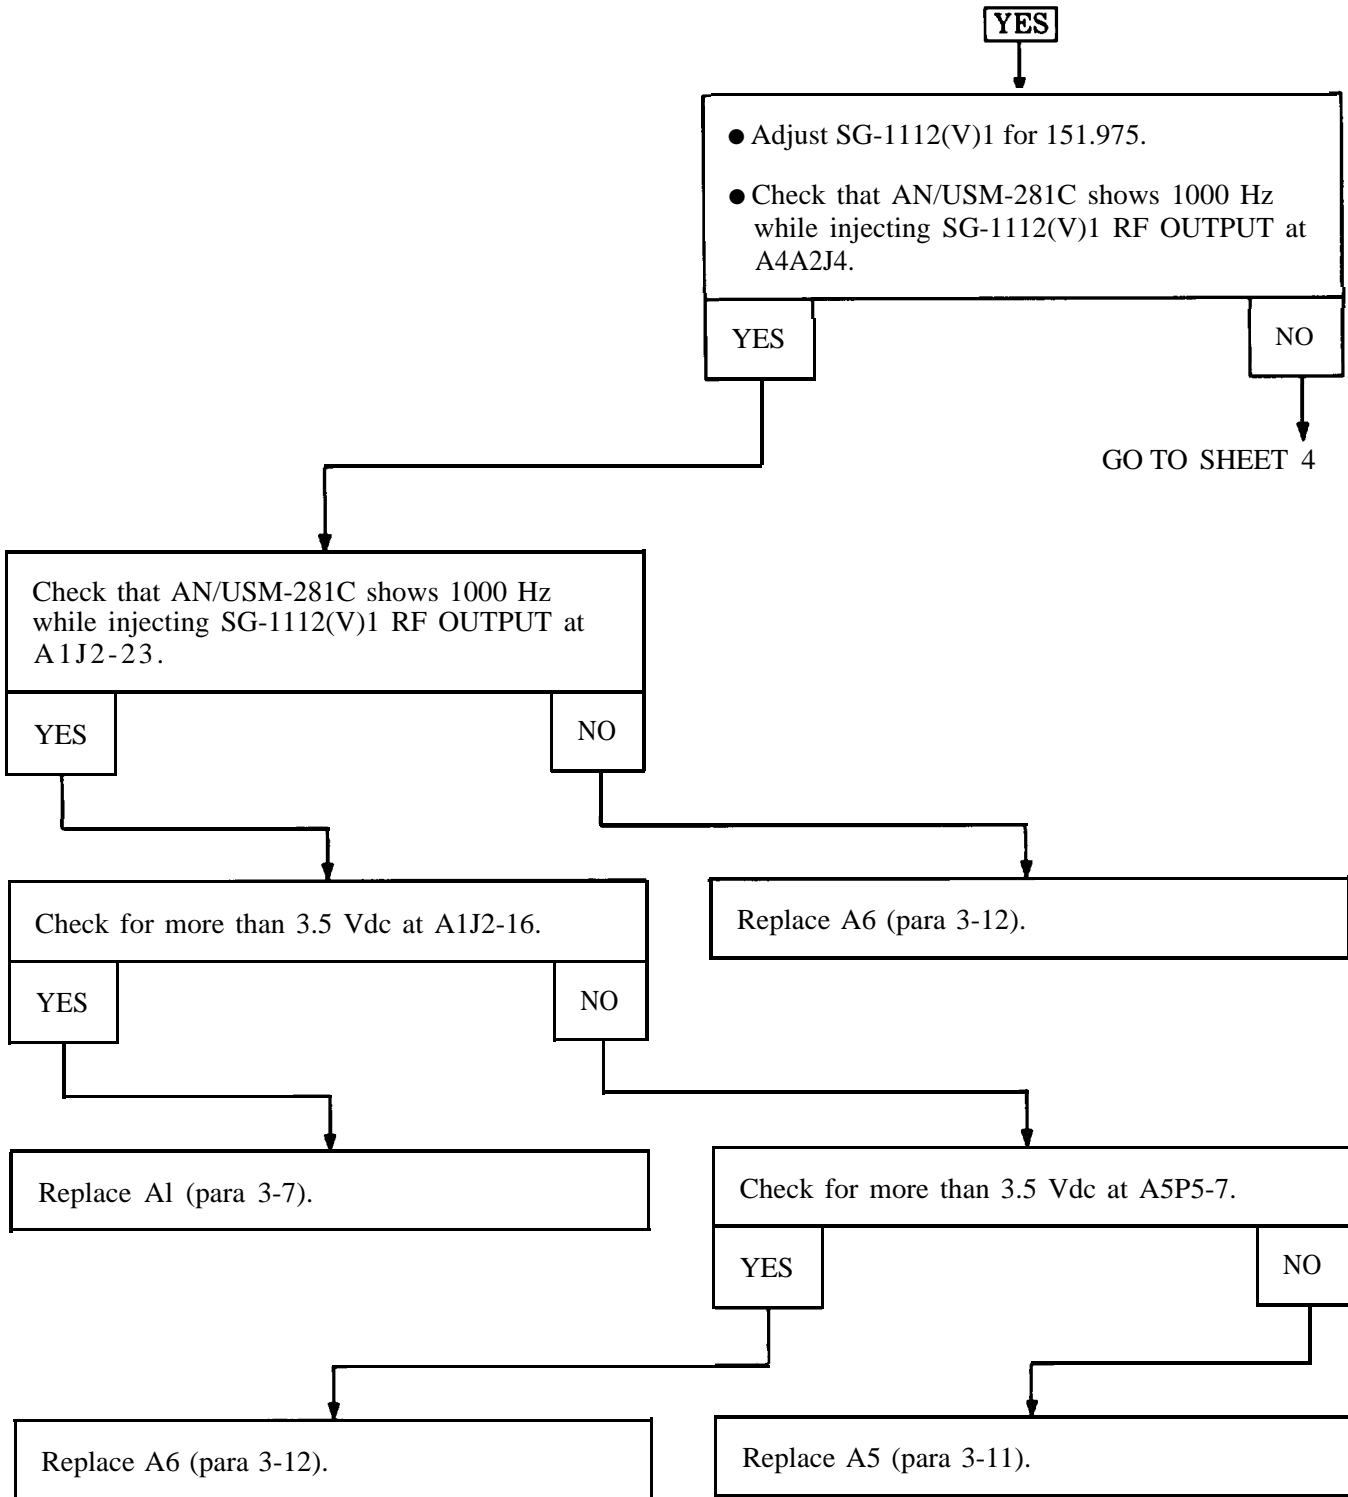 YES
● Adjust SG-1112(V)1 for 151.975.
● Check that AN/USM-281C shows 1000 Hz
while injecting SG-1112(V)1 RF OUTPUT at
A4A2J4.
YES
NO
GO TO SHEET 4
Check that AN/USM-281C shows 1000 Hz
while injecting SG-1112(V)1 RF OUTPUT at
A1J2-23.
YES
NO
Check for more than 3.5 Vdc at A1J2-16.
YES
NO
Replace A6 (para 3-12).
Replace Al (para 3-7).
Check for more than 3.5 Vdc at A5P5-7.
YES
NO
Replace A6 (para 3-12).
Replace A5 (para 3-11).